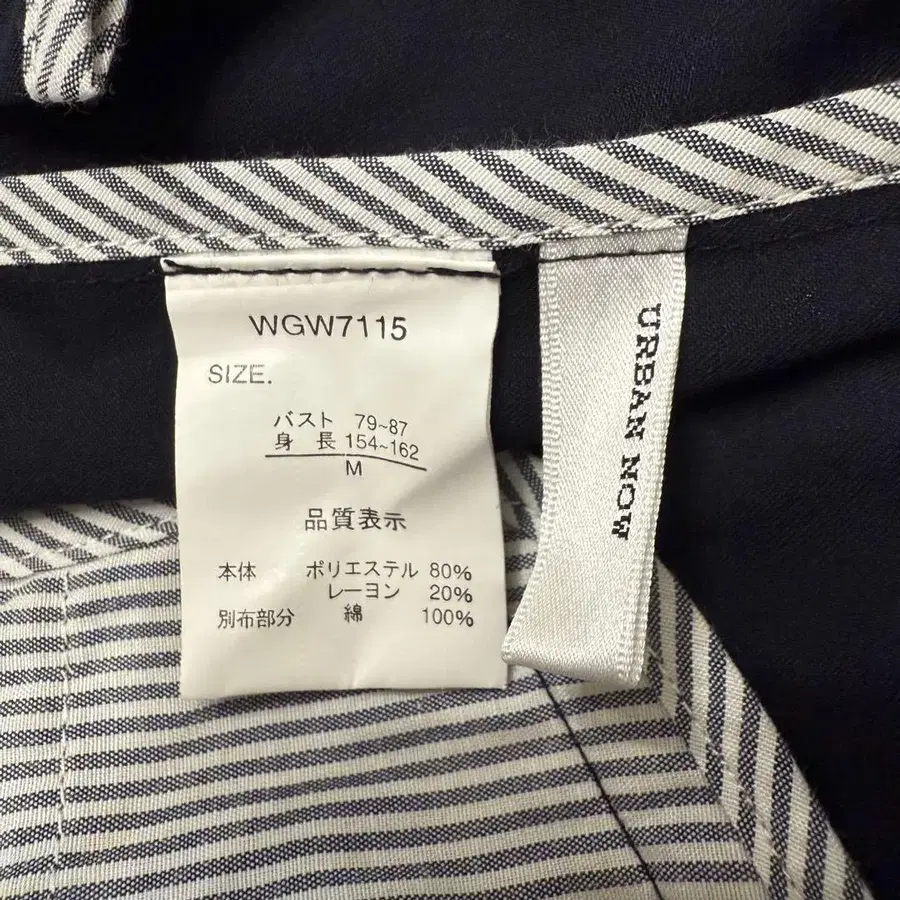 WGW7115
SIZE.
バスト 79~87
身 長 154~162
M
品質表示
本体 ポリエステル 80%
レーヨン 20%
別布部分 綿 100%
URBAN NOW